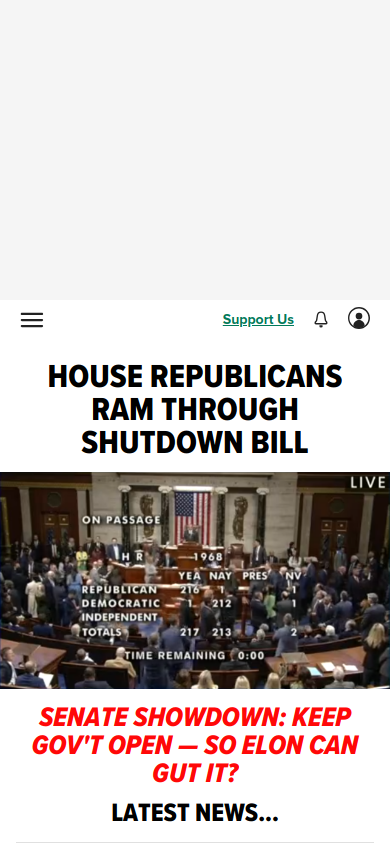 Support Us
HOUSE REPUBLICANS
RAM THROUGH
SHUTDOWN BILL
LIVE
ON PASSAGE
H R 1968
YEA NAY PRES NV
REPUBLICAN 216 1 1
DEMOCRATIC 1 212 1
INDEPENDENT
TOTALS 217 213 2
TIME REMAINING 0:00
SENATE SHOWDOWN: KEEP
GOV'T OPEN — SO ELON CAN
GUT IT?
LATEST NEWS...